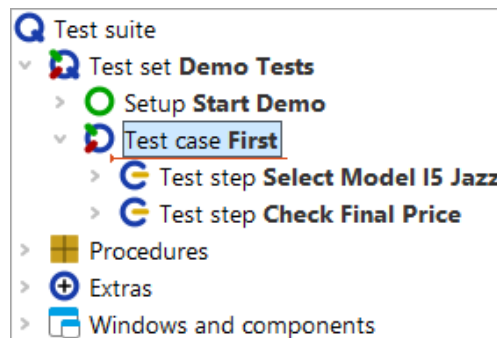 Test suite
Test set Demo Tests
Setup Start Demo
Test case First
Test step Select Model I5 Jazz
Test step Check Final Price
Procedures
Extras
Windows and components